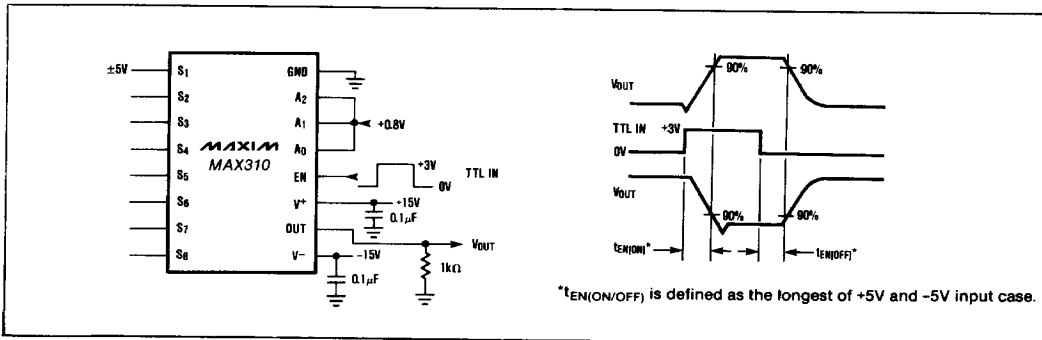 ±5V
S1
S2
S3
S4
S5
S6
S7
S8
MAXIM
MAX310
GND
A2
A1
A0
EN
V+
OUT
V−
+0.8V
+3V
0V
TTL IN
+15V
0.1µF
VOUT
−15V
0.1µF
1kΩ
VOUT
90%
90%
TTL IN +3V
0V
VOUT
90%
90%
tEN(ON)*
tEN(OFF)*
*tEN(ON/OFF) is defined as the longest of +5V and −5V input case.